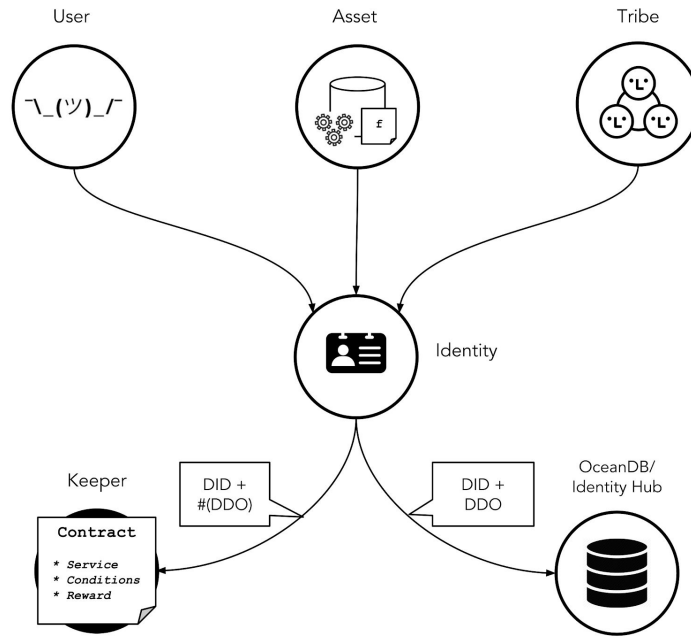 User
Asset
Tribe
¯\_(ツ)_/¯
f
Identity
Keeper
DID +
#(DDO)
DID +
DDO
OceanDB/
Identity Hub
Contract
* Service
* Conditions
* Reward